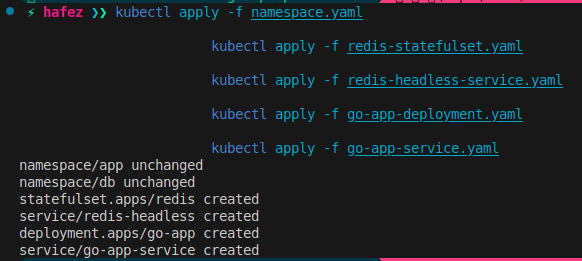 ⚡ hafez ❯❯ kubectl apply -f namespace.yaml
kubectl apply -f redis-statefulset.yaml
kubectl apply -f redis-headless-service.yaml
kubectl apply -f go-app-deployment.yaml
kubectl apply -f go-app-service.yaml
namespace/app unchanged
namespace/db unchanged
statefulset.apps/redis created
service/redis-headless created
deployment.apps/go-app created
service/go-app-service created